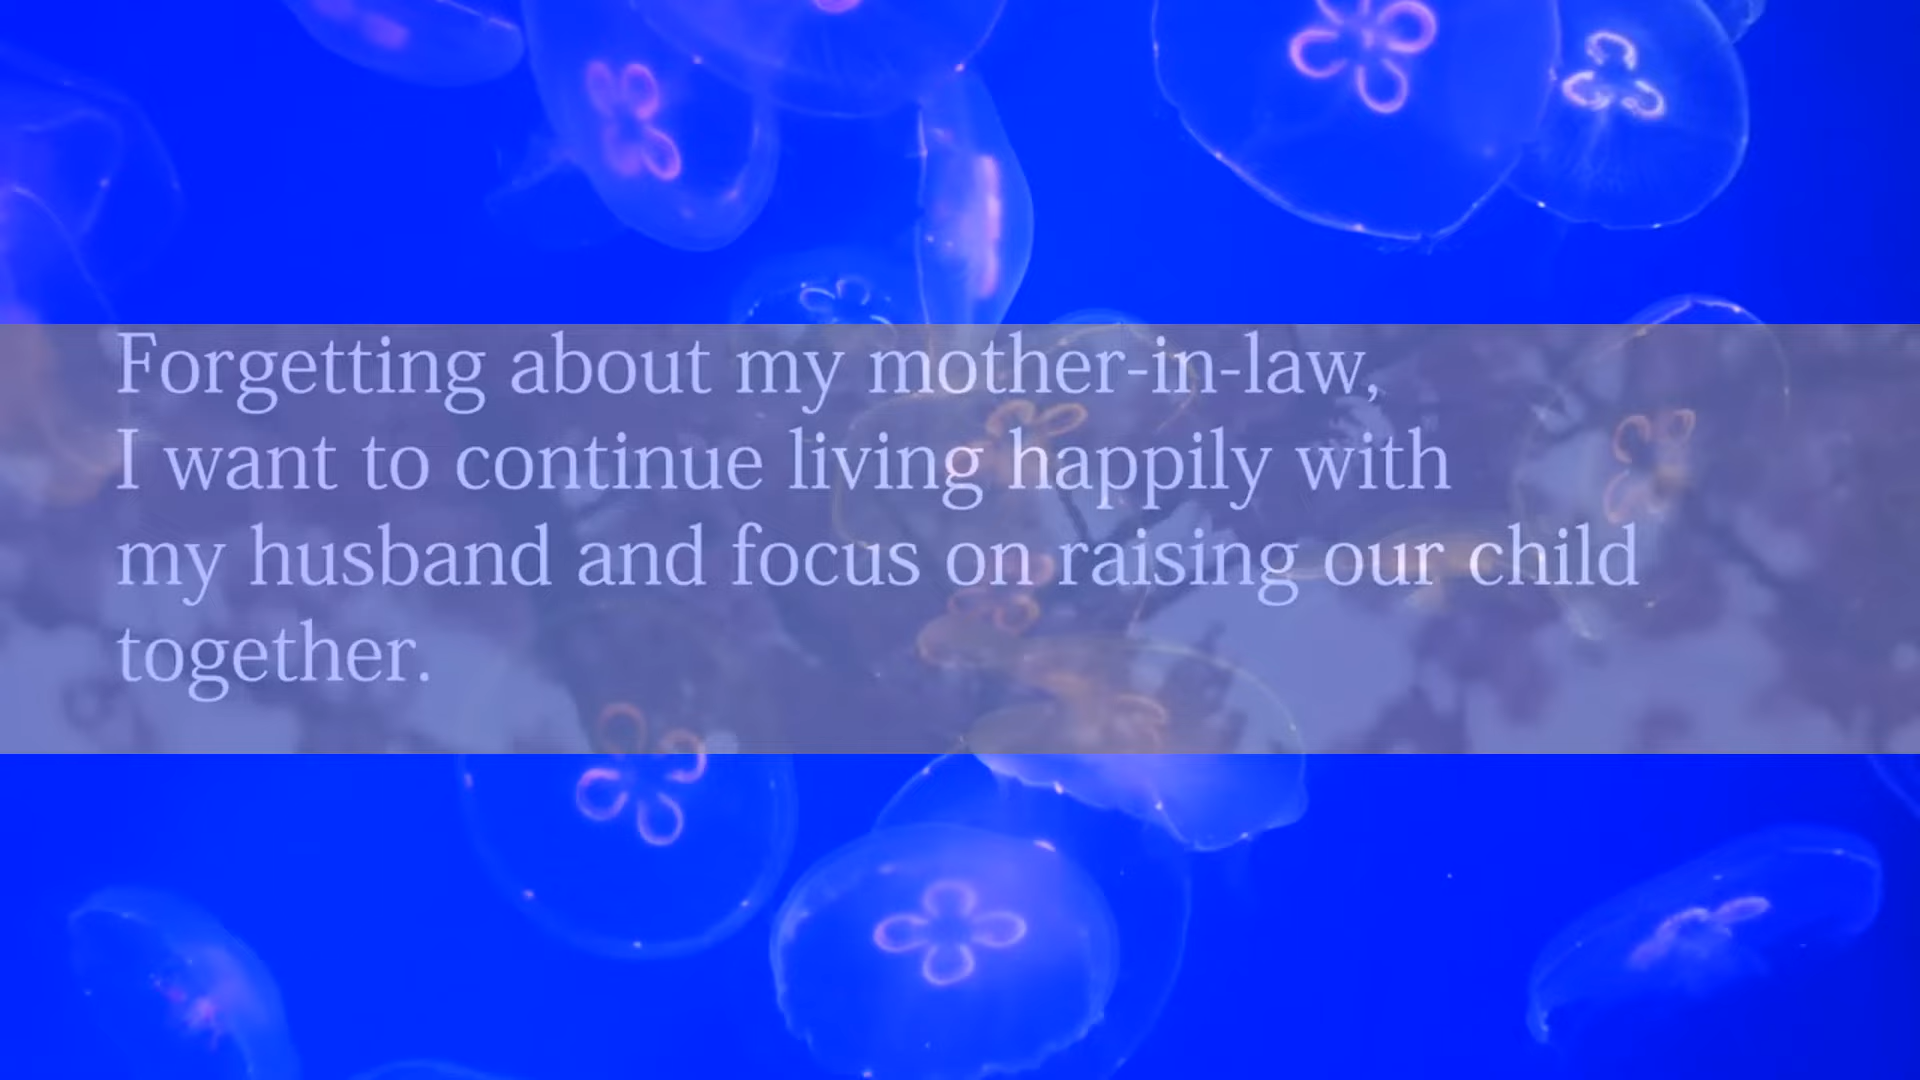 Forgetting about my mother-in-law,
I want to continue living happily with
my husband and focus on raising our child
together.